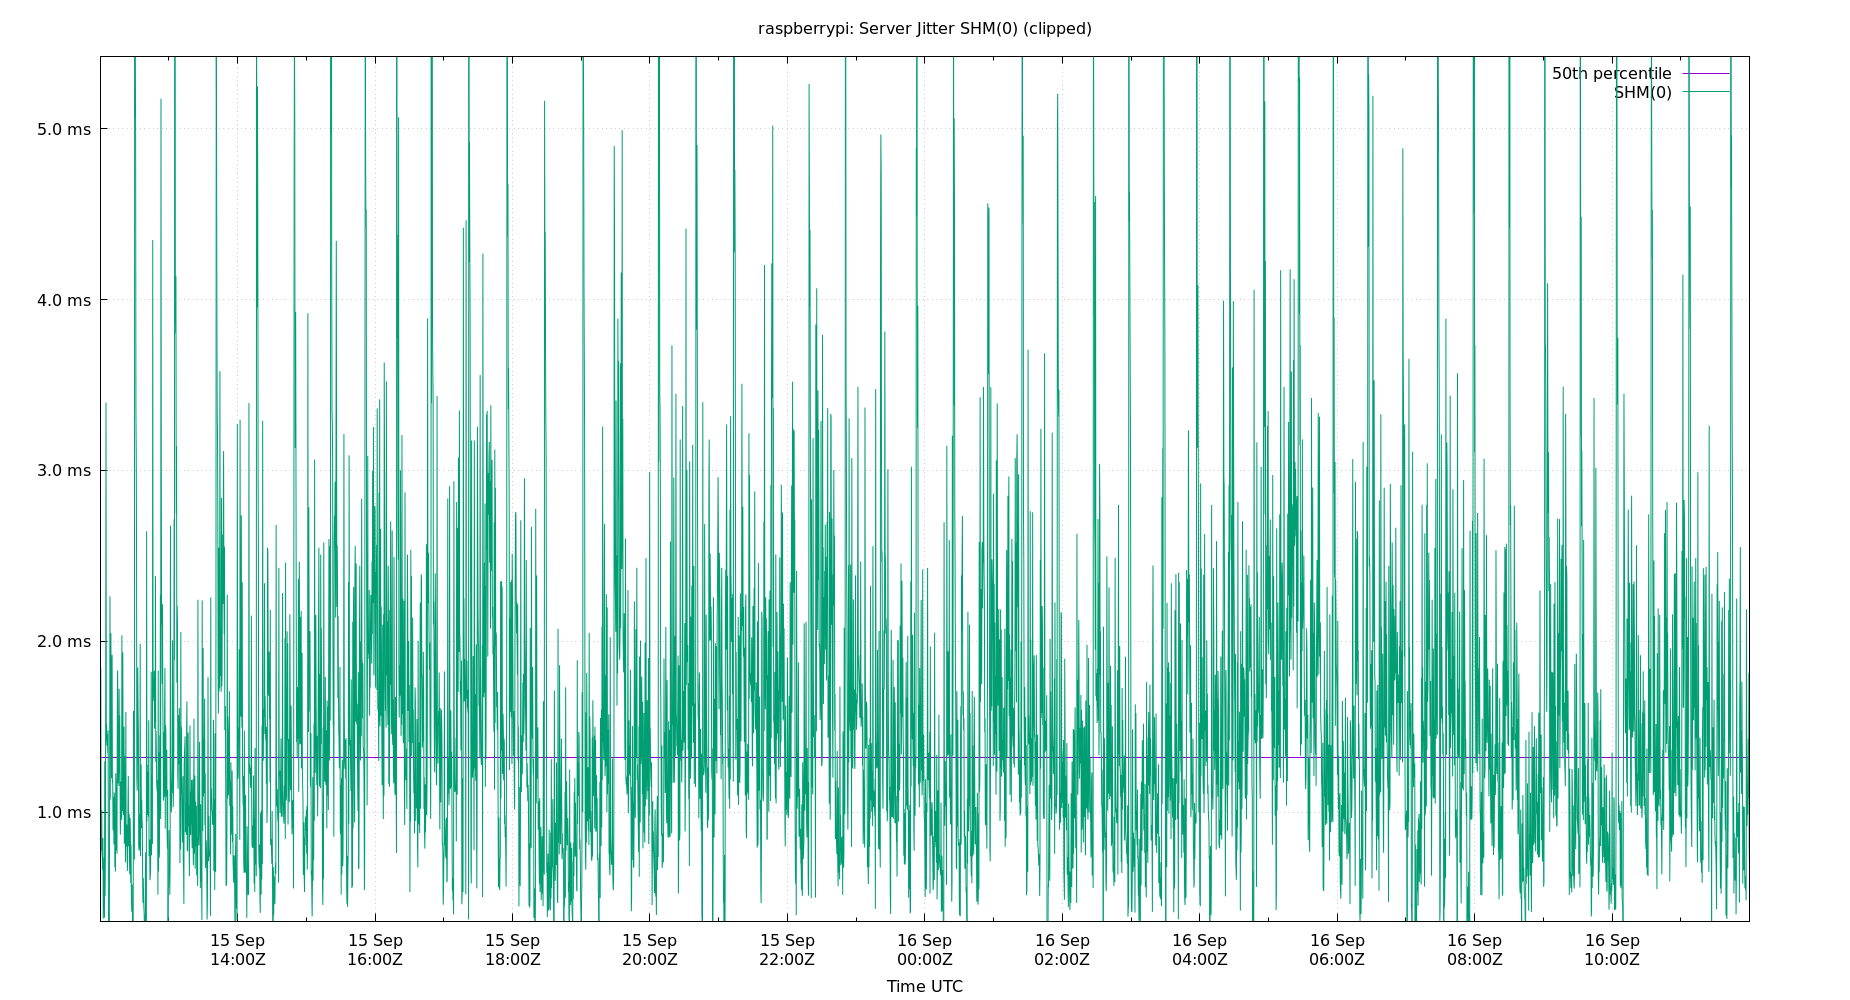 raspberrypi: Server Jitter SHM(0) (clipped)
50th percentile
SHM(0)
5.0 ms
4.0 ms
3.0 ms
2.0 ms
1.0 ms
15 Sep 15 Sep 15 Sep 15 Sep 15 Sep 16 Sep 16 Sep 16 Sep 16 Sep 16 Sep 16 Sep
14:00Z 16:00Z 18:00Z 20:00Z 22:00Z 00:00Z 02:00Z 04:00Z 06:00Z 08:00Z 10:00Z
Time UTC